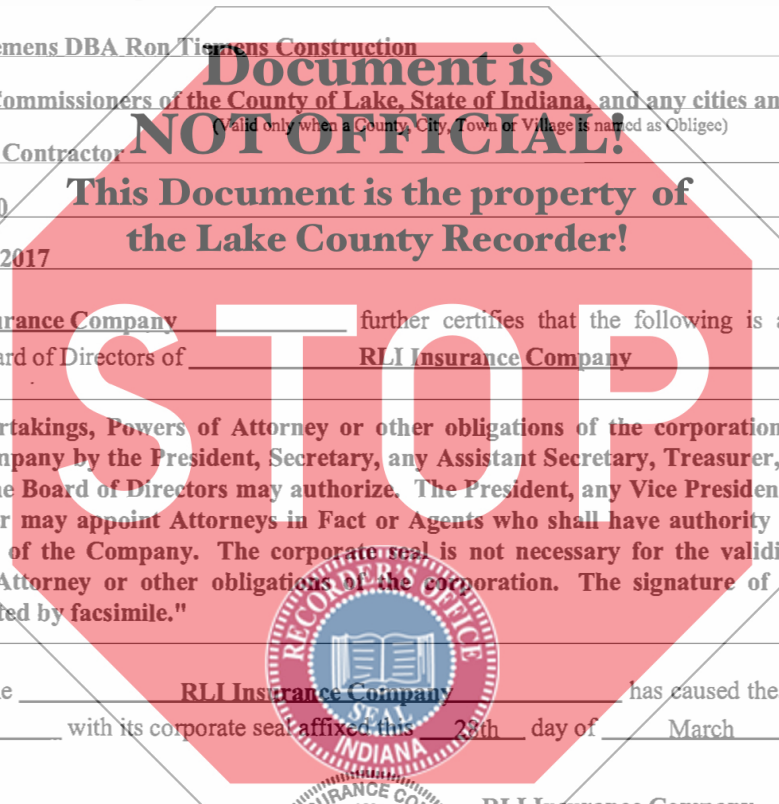 emens DBA Ron Tiemens Construction
Document is
Commissioners of the County of Lake, State of Indiana, and any cities an
(Valid only when a County, City, Town or Village is named as Obligee)
NOT OFFICIAL!
Contractor
This Document is the property of
0
the Lake County Recorder!
2017
STOP
urance Company further certifies that the following is a
ard of Directors of RLI Insurance Company
rtakings, Powers of Attorney or other obligations of the corporation
mpany by the President, Secretary, any Assistant Secretary, Treasurer,
he Board of Directors may authorize. The President, any Vice Presiden
r may appoint Attorneys in Fact or Agents who shall have authority
of the Company. The corporate seal is not necessary for the validi
Attorney or other obligations of the corporation. The signature of
ted by facsimile."
RECORDER'S OFFICE
SEAL
INDIANA
e RLI Insurance Company has caused the
with its corporate seal affixed this 28th day of March
URANCE CO
RLI Insurance Company